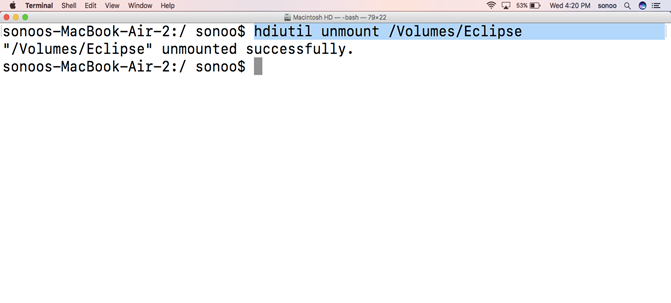 Terminal Shell Edit View Window Help 53% Wed 4:20 PM sonoo
Macintosh HD — -bash — 79×22
sonoos-MacBook-Air-2:/ sonoo$ hdiutil unmount /Volumes/Eclipse
"/Volumes/Eclipse" unmounted successfully.
sonoos-MacBook-Air-2:/ sonoo$